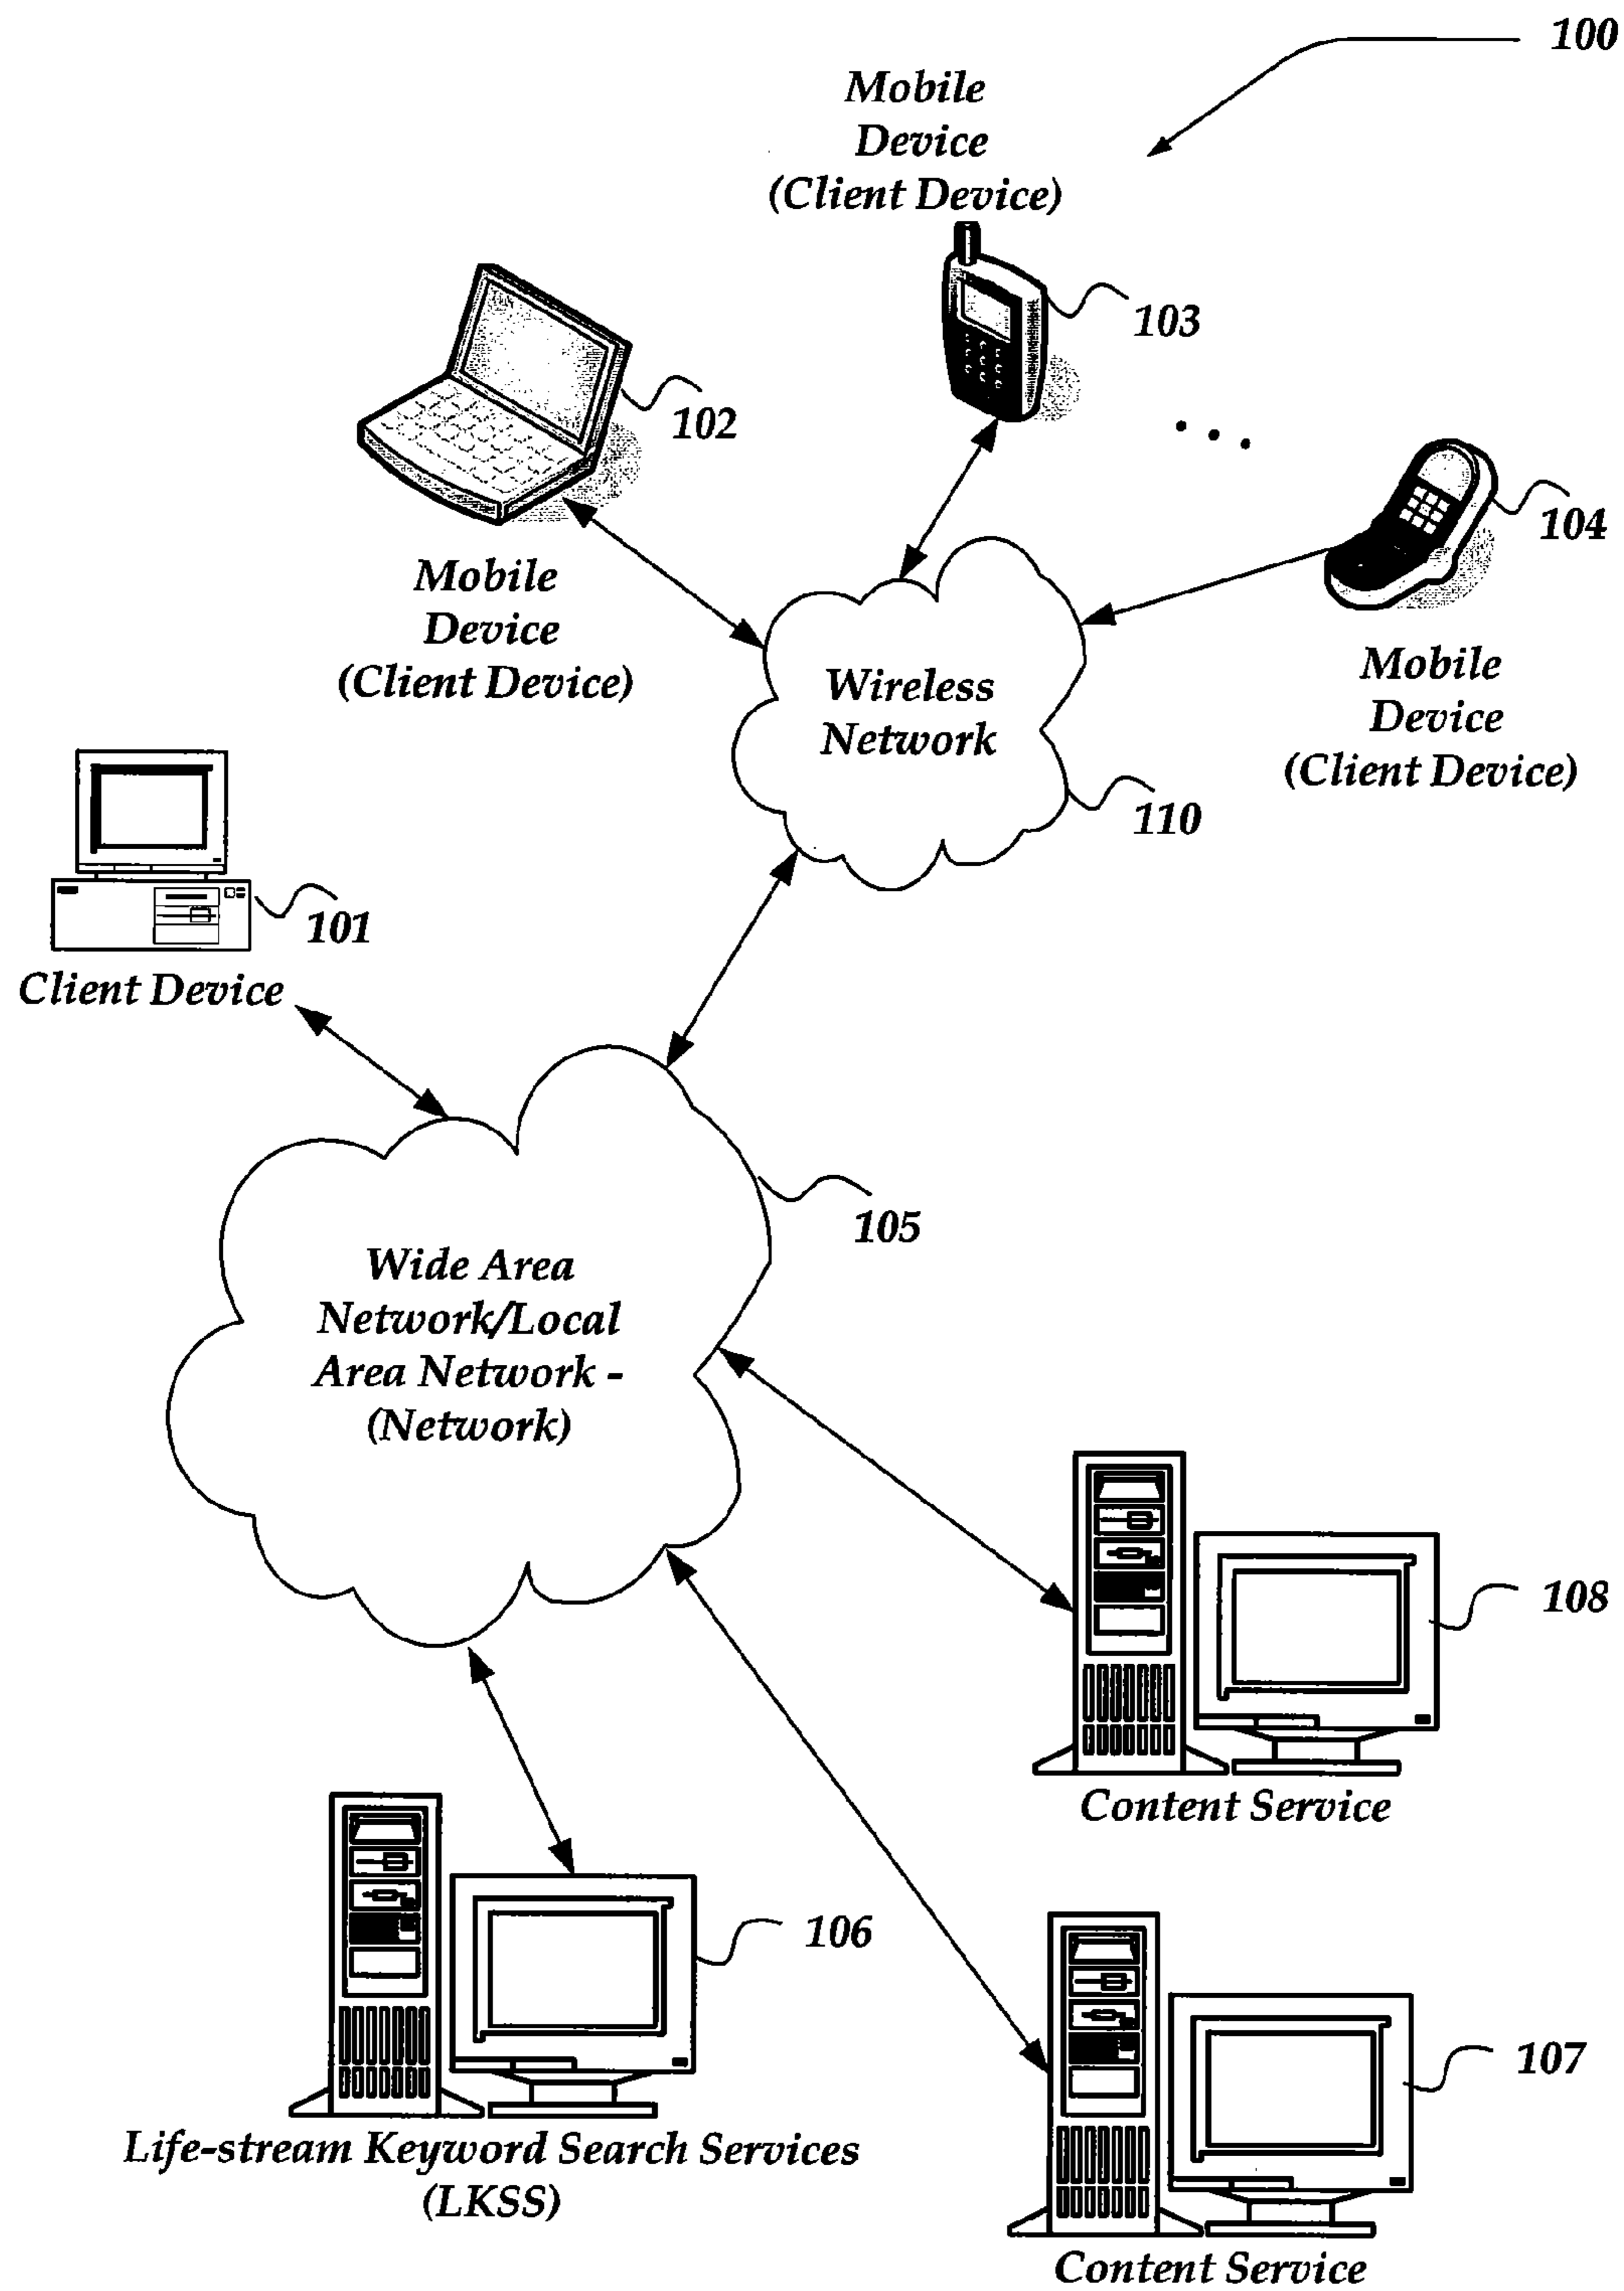 100
Mobile
Device
(Client Device)
103
102
104
Mobile
Device
(Client Device)
Mobile
Device
(Client Device)
Wireless
Network
110
101
Client Device
105
Wide Area
Network/Local
Area Network -
(Network)
108
Content Service
106
Life-stream Keyword Search Services
(LKSS)
107
Content Service